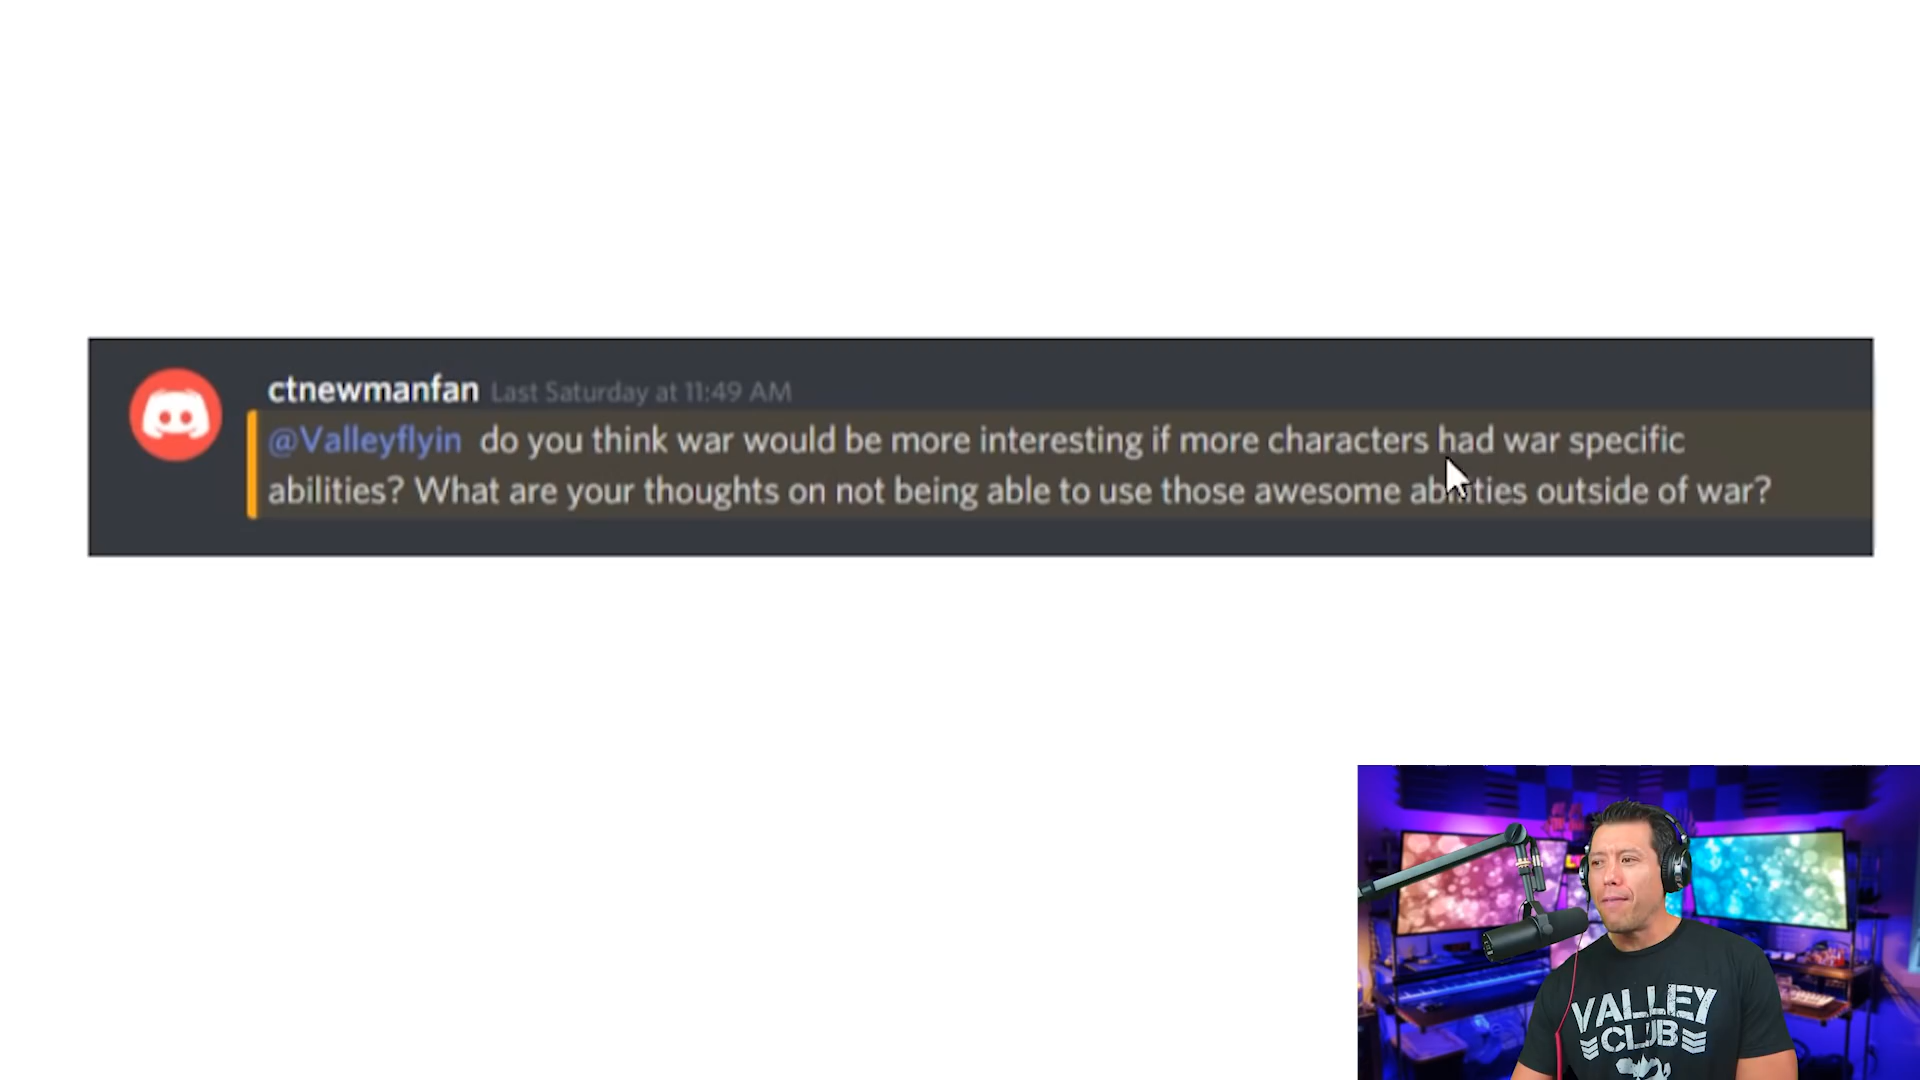 ctnewmanfan Last Saturday at 11:49 AM
@Valleyflyin do you think war would be more interesting if more characters had war specific
abilities? What are your thoughts on not being able to use those awesome abilities outside of war?
VALLEY
CLUB